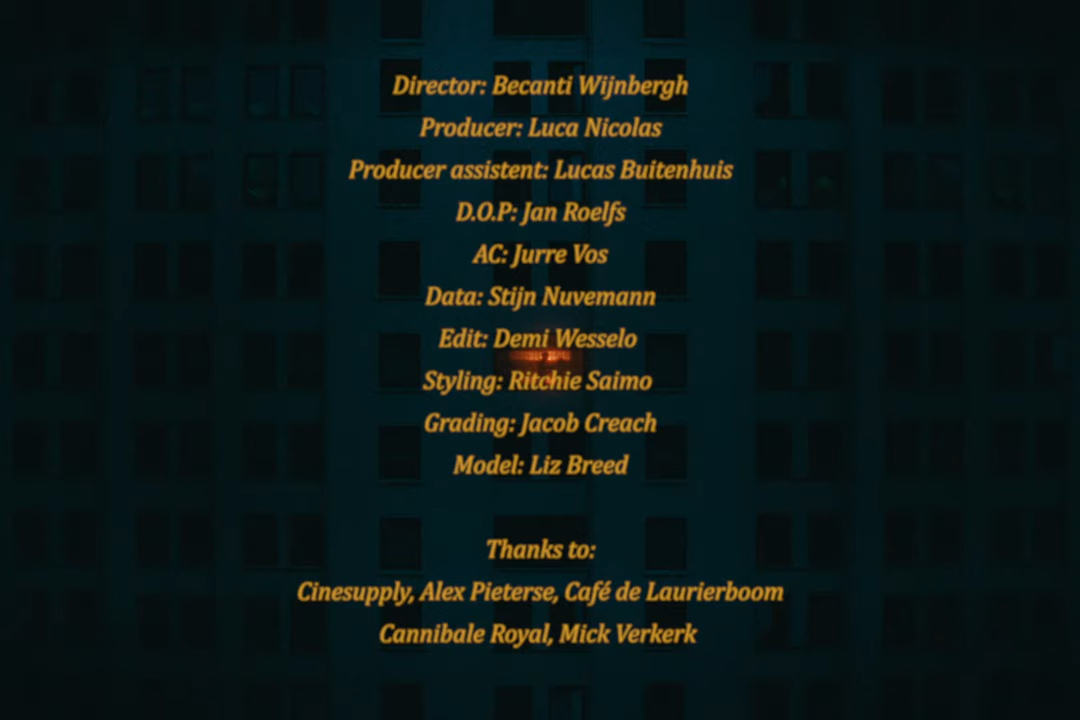 Director: Becanti Wijnbergh
Producer: Luca Nicolas
Producer assistent: Lucas Buitenhuis
D.O.P: Jan Roelfs
AC: Jurre Vos
Data: Stijn Nuvemann
Edit: Demi Wesselo
Styling: Ritchie Saimo
Grading: Jacob Creach
Model: Liz Breed
Thanks to:
Cinesupply, Alex Pieterse, Café de Laurierboom
Cannibale Royal, Mick Verkerk